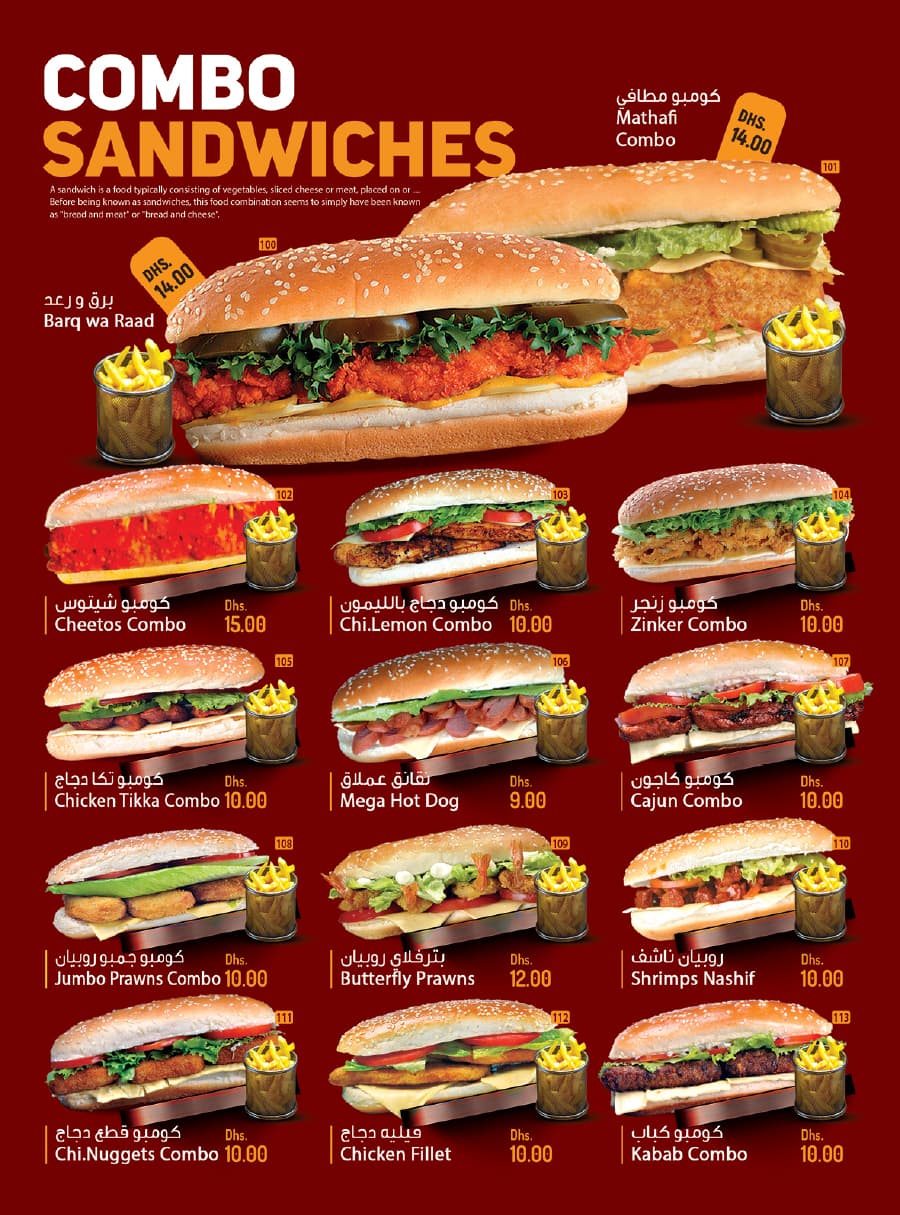 COMBO
SANDWICHES
A sandwich is a food typically consisting of vegetables, sliced cheese or meat, placed on or ....
Before being known as sandwiches, this food combination seems to simply have been known
as "bread and meat" or "bread and cheese".
كومبو مطافي
Mathafi
Combo
DHS.
14.00
101
100
DHS.
14.00
برق و رعد
Barq wa Raad
102
كومبو شيتوس
Cheetos Combo
Dhs.
15.00
103
كومبو دجاج بالليمون
Chi.Lemon Combo
Dhs.
10.00
104
كومبو زنجر
Zinker Combo
Dhs.
10.00
105
كومبو تكا دجاج
Chicken Tikka Combo
Dhs.
10.00
106
نقانق عملاق
Mega Hot Dog
Dhs.
9.00
107
كومبو كاجون
Cajun Combo
Dhs.
10.00
108
كومبو جمبو روبيان
Jumbo Prawns Combo
Dhs.
10.00
109
بترفلاي روبيان
Butterfly Prawns
Dhs.
12.00
110
روبيان ناشف
Shrimps Nashif
Dhs.
10.00
111
كومبو قطع دجاج
Chi.Nuggets Combo
Dhs.
10.00
112
فيليه دجاج
Chicken Fillet
Dhs.
10.00
113
كومبو كباب
Kabab Combo
Dhs.
10.00